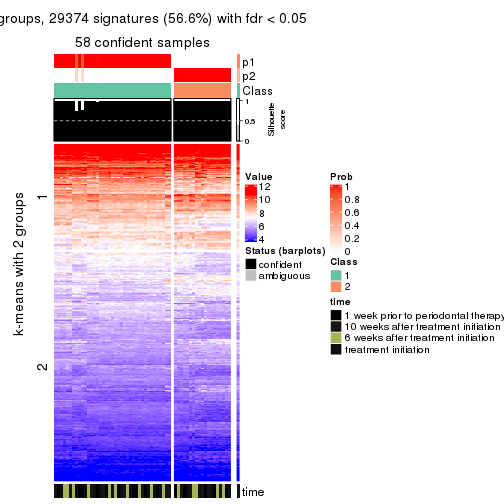 groups, 29374 signatures (56.6%) with fdr < 0.05
58 confident samples
p1
p2
Class
1
0.5
0
Silhouette
score
k-means with 2 groups
1
2
time
Value
12
10
8
6
4
Status (barplots)
confident
ambiguous
Prob
1
0.8
0.6
0.4
0.2
0
Class
1
2
time
1 week prior to periodontal therapy
10 weeks after treatment initiation
6 weeks after treatment initiation
treatment initiation